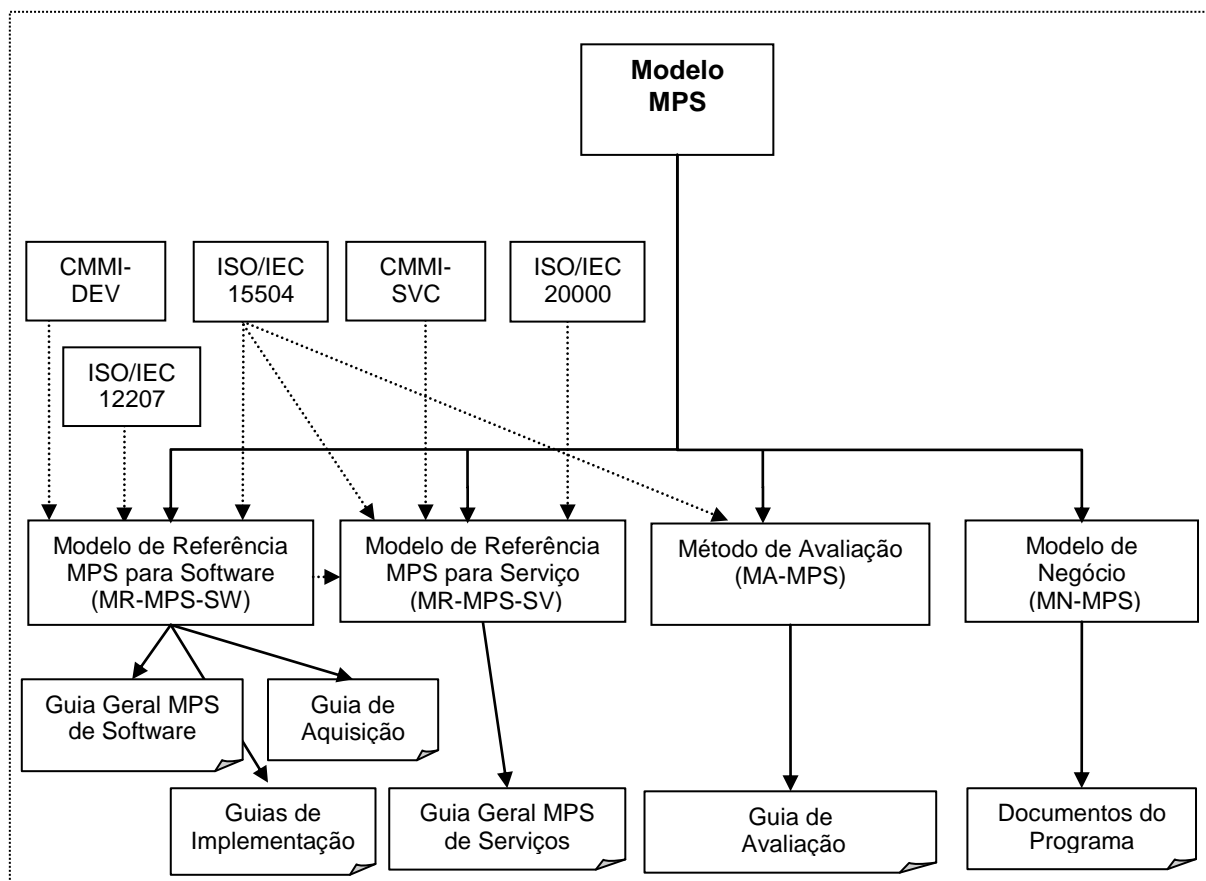 Modelo
MPS
CMMI-
DEV
ISO/IEC
15504
CMMI-
SVC
ISO/IEC
20000
ISO/IEC
12207
Modelo de Referência
MPS para Software
(MR-MPS-SW)
Modelo de Referência
MPS para Serviço
(MR-MPS-SV)
Método de Avaliação
(MA-MPS)
Modelo de
Negócio
(MN-MPS)
Guia Geral MPS
de Software
Guia de
Aquisição
Guias de
Implementação
Guia Geral MPS
de Serviços
Guia de
Avaliação
Documentos do
Programa